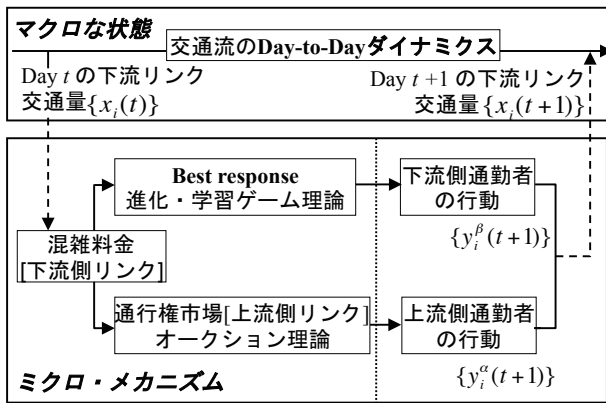 マクロな状態
交通流のDay-to-Dayダイナミクス
Day t の下流リンク
交通量{x_i(t)}
Day t +1 の下流リンク
交通量{x_i(t+1)}
Best response
進化・学習ゲーム理論
下流側通勤者
の行動
{y_i^β(t+1)}
混雑料金
[下流側リンク]
通行権市場[上流側リンク]
オークション理論
上流側通勤者
の行動
{y_i^α(t+1)}
ミクロ・メカニズム